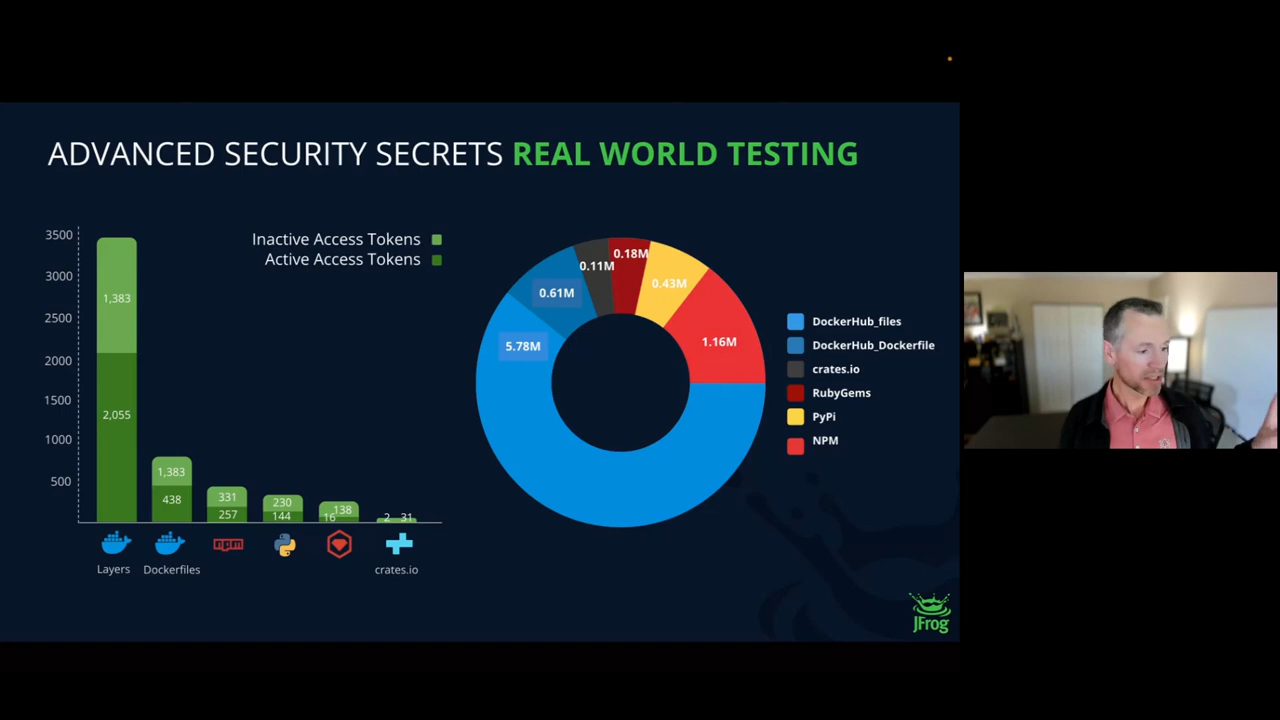 ADVANCED SECURITY SECRETS REAL WORLD TESTING
3500
3000
2500
2000
1500
1000
500
Inactive Access Tokens
Active Access Tokens
1,383
2,055
1,383
438
331
257
230
144
138
16
2 31
npm
Layers
Dockerfiles
crates.io
0.18M
0.11M
0.43M
0.61M
5.78M
1.16M
DockerHub_files
DockerHub_Dockerfile
crates.io
RubyGems
PyPi
NPM
JFrog